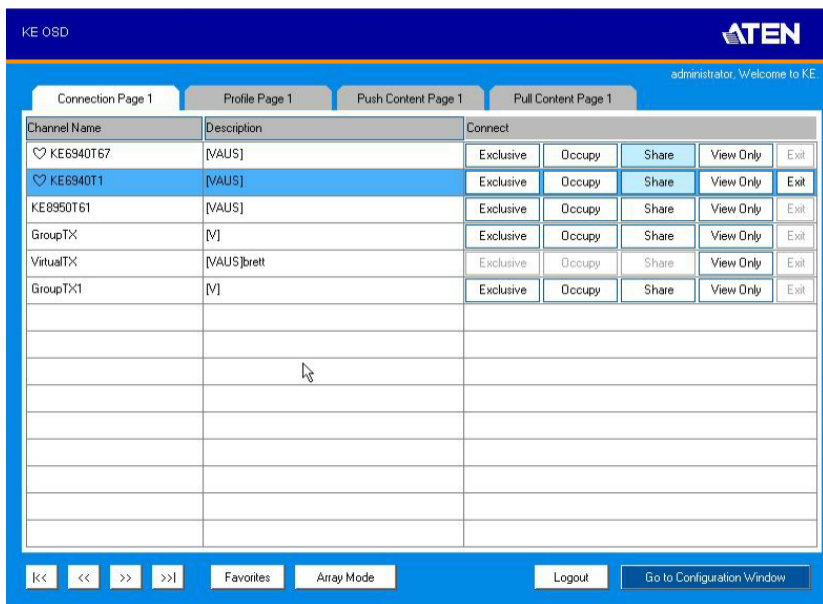 KE OSD
ATEN
administrator, Welcome to KE.
Connection Page 1 Profile Page 1 Push Content Page 1 Pull Content Page 1
Channel Name Description Connect
KE6940T67 [VAUS] Exclusive Occupy Share View Only Exit
KE6940T1 [VAUS] Exclusive Occupy Share View Only Exit
KE8950T61 [VAUS] Exclusive Occupy Share View Only Exit
GroupTX [V] Exclusive Occupy Share View Only Exit
VirtualTX [VAUS]brett Exclusive Occupy Share View Only Exit
GroupTX1 [V] Exclusive Occupy Share View Only Exit
|<< << >> >>| Favorites Array Mode Logout Go to Configuration Window